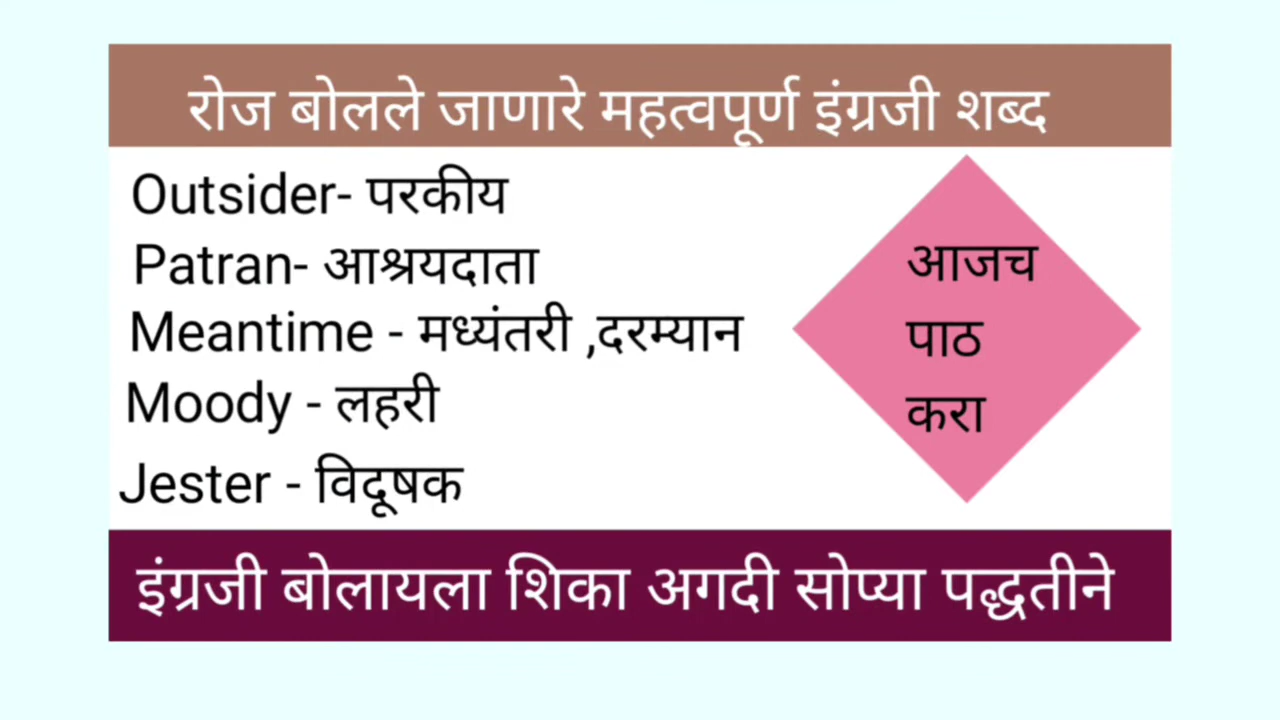 रोज बोलले जाणारे महत्वपूर्ण इंग्रजी शब्द
Outsider- परकीय
Patran- आश्रयदाता
Meantime - मध्यंतरी ,दरम्यान
Moody - लहरी
Jester - विदूषक
आजच
पाठ
करा
इंग्रजी बोलायला शिका अगदी सोप्या पद्धतीने